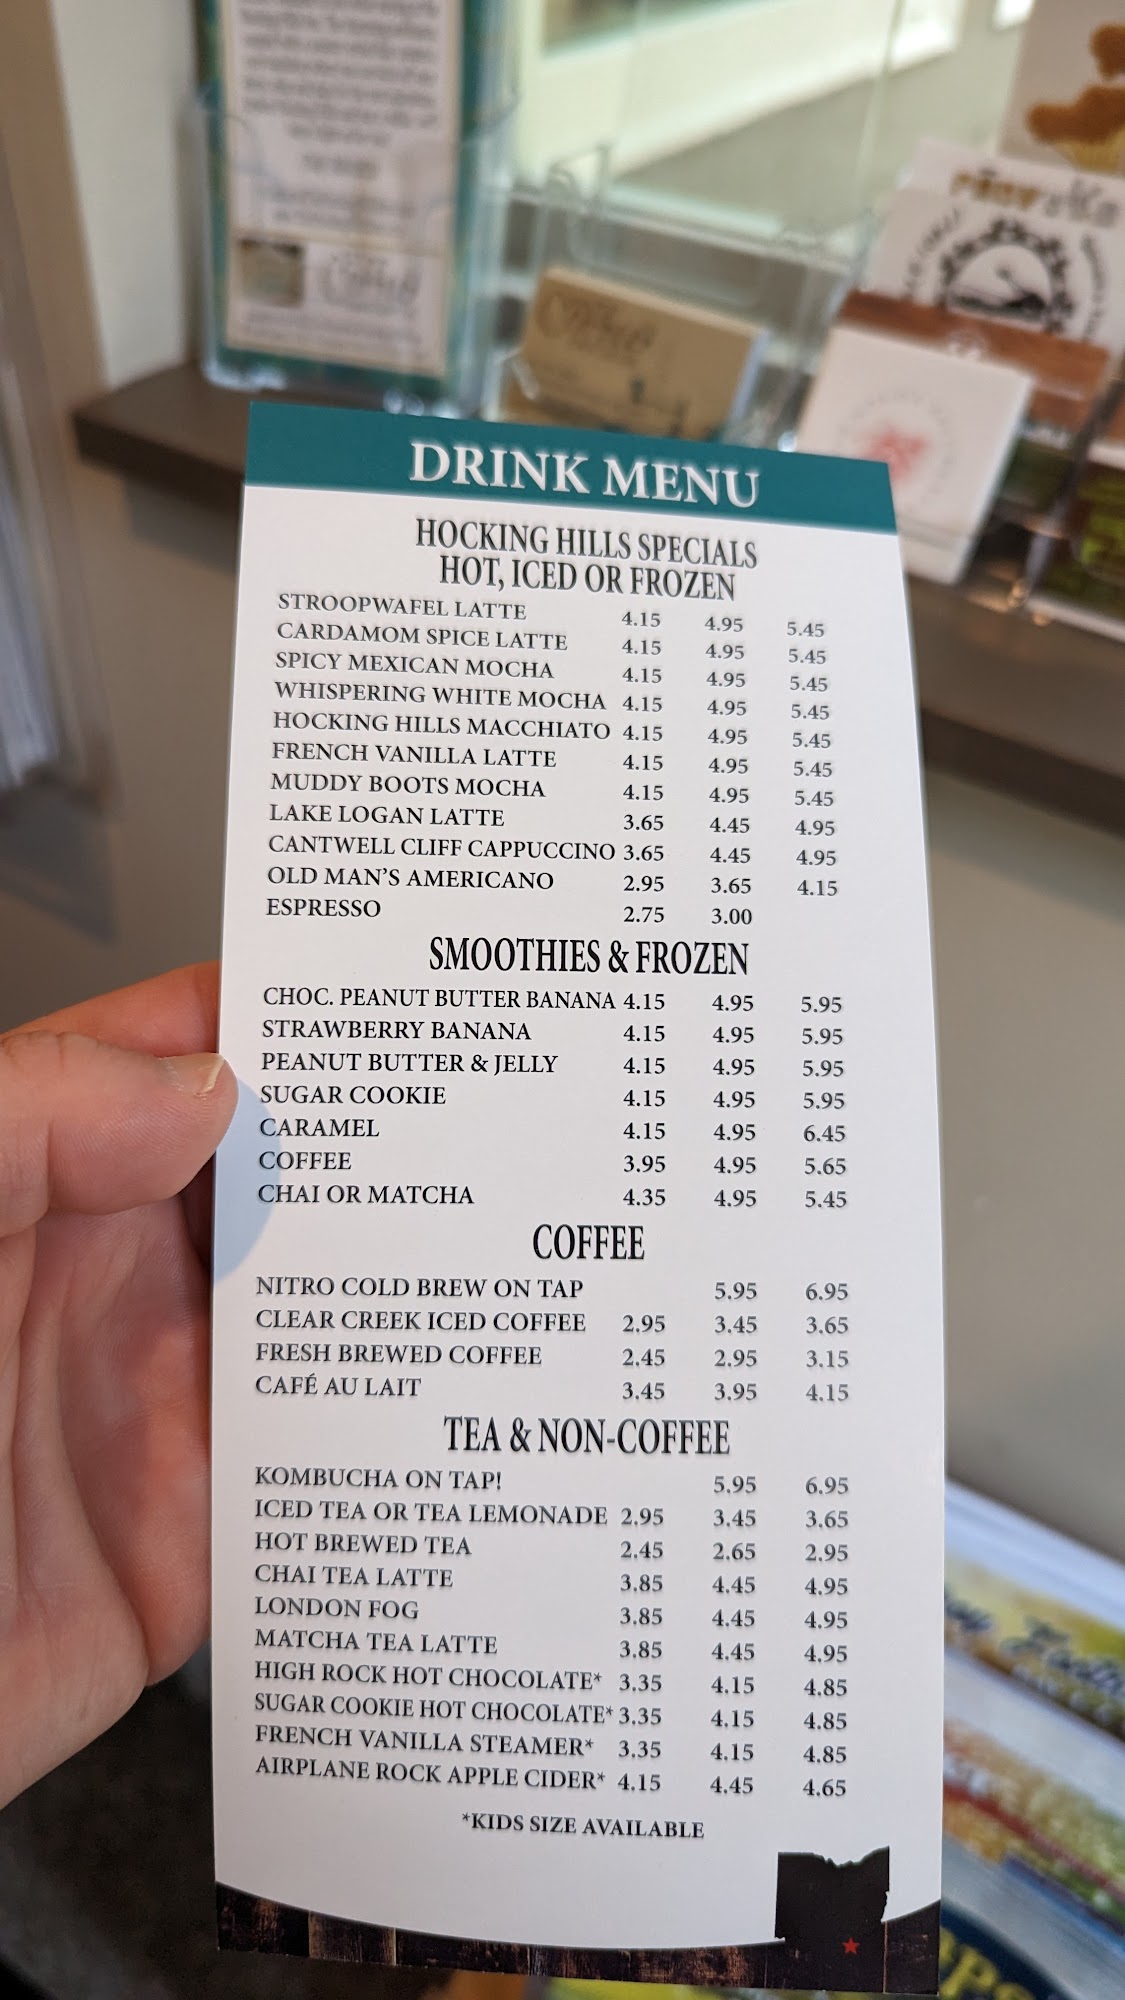 DRINK MENU
HOCKING HILLS SPECIALS
HOT, ICED OR FROZEN
STROOPWAFEL LATTE 4.15 4.95 5.45
CARDAMOM SPICE LATTE 4.15 4.95 5.45
SPICY MEXICAN MOCHA 4.15 4.95 5.45
WHISPERING WHITE MOCHA 4.15 4.95 5.45
HOCKING HILLS MACCHIATO 4.15 4.95 5.45
FRENCH VANILLA LATTE 4.15 4.95 5.45
MUDDY BOOTS MOCHA 4.15 4.95 5.45
LAKE LOGAN LATTE 3.65 4.45 4.95
CANTWELL CLIFF CAPPUCCINO 3.65 4.45 4.95
OLD MAN'S AMERICANO 2.95 3.65 4.15
ESPRESSO 2.75 3.00
SMOOTHIES & FROZEN
CHOC. PEANUT BUTTER BANANA 4.15 4.95 5.95
STRAWBERRY BANANA 4.15 4.95 5.95
PEANUT BUTTER & JELLY 4.15 4.95 5.95
SUGAR COOKIE 4.15 4.95 5.95
CARAMEL 4.15 4.95 6.45
COFFEE 3.95 4.95 5.65
CHAI OR MATCHA 4.35 4.95 5.45
COFFEE
NITRO COLD BREW ON TAP 5.95 6.95
CLEAR CREEK ICED COFFEE 2.95 3.45 3.65
FRESH BREWED COFFEE 2.45 2.95 3.15
CAFÉ AU LAIT 3.45 3.95 4.15
TEA & NON-COFFEE
KOMBUCHA ON TAP! 5.95 6.95
ICED TEA OR TEA LEMONADE 2.95 3.45 3.65
HOT BREWED TEA 2.45 2.65 2.95
CHAI TEA LATTE 3.85 4.45 4.95
LONDON FOG 3.85 4.45 4.95
MATCHA TEA LATTE 3.85 4.45 4.95
HIGH ROCK HOT CHOCOLATE* 3.35 4.15 4.85
SUGAR COOKIE HOT CHOCOLATE* 3.35 4.15 4.85
FRENCH VANILLA STEAMER* 3.35 4.15 4.85
AIRPLANE ROCK APPLE CIDER* 4.15 4.45 4.65
*KIDS SIZE AVAILABLE